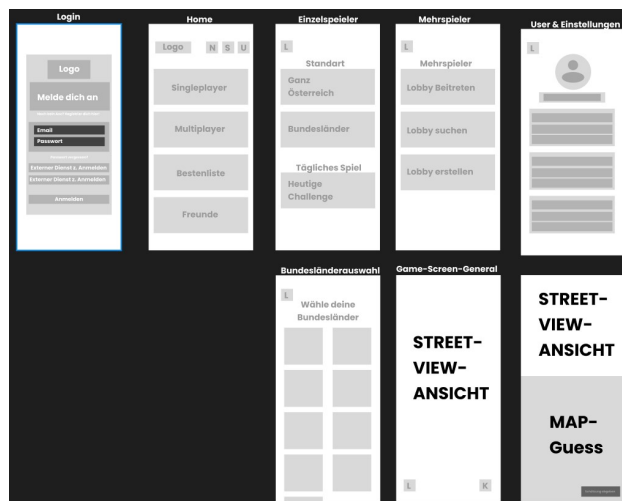 Login
Logo
Melde dich an
Email
Passwort
Externer Dienst z. Anmelden
Externer Dienst z. Anmelden
Anmelden
Home
Logo N S U
Singleplayer
Multiplayer
Bestenliste
Freunde
Einzelspeieler
L
Standart
Ganz
Österreich
Bundesländer
Tägliches Spiel
Heutige
Challenge
Mehrspieler
L
Mehrspieler
Lobby Beitreten
Lobby suchen
Lobby erstellen
User & Einstellungen
L
Bundesländerauswahl
L
Wähle deine
Bundesländer
Game-Screen-General
STREET-
VIEW-
ANSICHT
L K
STREET-
VIEW-
ANSICHT
MAP-
Guess